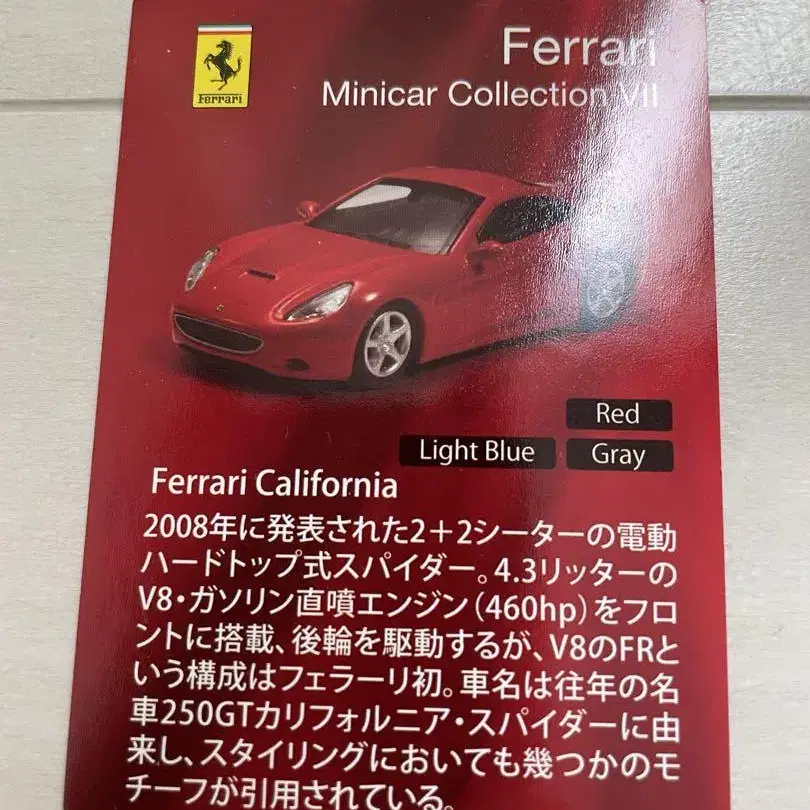 Ferrari
Ferrari
Minicar Collection VII
Red
Light Blue
Gray
Ferrari California
2008年に発表された2＋2シーターの電動
ハードトップ式スパイダー。4.3リッターの
V8・ガソリン直噴エンジン（460hp）をフロ
ントに搭載、後輪を駆動するが、V8のFRと
いう構成はフェラーリ初。車名は往年の名
車250GTカリフォルニア・スパイダーに由
来し、スタイリングにおいても幾つかのモ
チーフが引用されている。